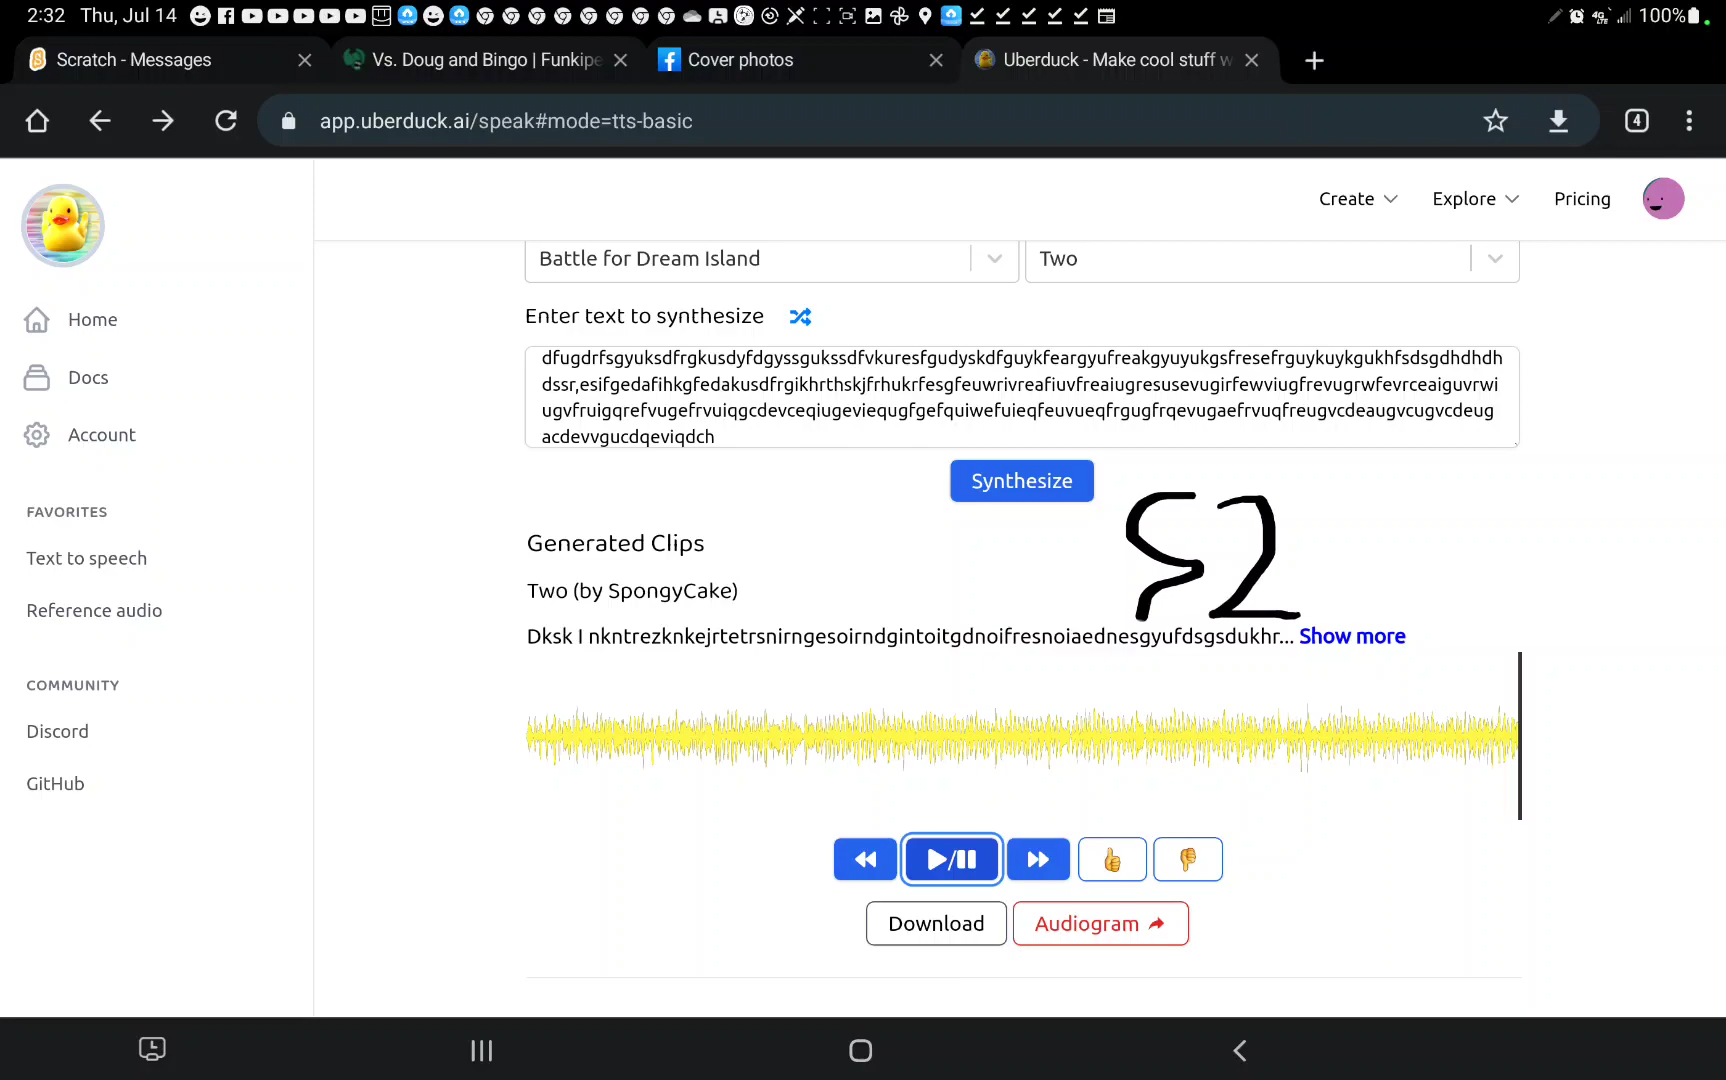 2:32 Thu, Jul 14 100%
Scratch - Messages
Vs. Doug and Bingo | Funkipe
Cover photos
Uberduck - Make cool stuff w
app.uberduck.ai/speak#mode=tts-basic
4
Create
Explore
Pricing
Home
Docs
Account
FAVORITES
Text to speech
Reference audio
COMMUNITY
Discord
GitHub
Battle for Dream Island
Two
Enter text to synthesize
dfugdrfsgyuksdfrgkusdyfdgyssgukssdfvkuresfgudyskdfguykfeargyufreakgyuyukgsfresefrguykuykgukhfsdsgdhdhdh
dssr,esifgedafihkgfedakusdfrgikhrthskjfrhukrfesgfeuwrivreafiuvfreaiugresusevugirfewviugfrevugrwfevrceaiguvrwi
ugvfruigqrefvugefrvuiqgcdevceqiugeviequgfgefquiwefuieqfeuvueqfrgugfrqevugaefrvuqfreugvcdeaugvcugvcdeug
acdevvgucdqeviqdch
Synthesize
Generated Clips
Two (by SpongyCake)
Dksk I nkntrezknkejrtetrsnirngesoirndgintoitgdnoifresnoiaednesgyufdsgsdukhr... Show more
Download
Audiogram